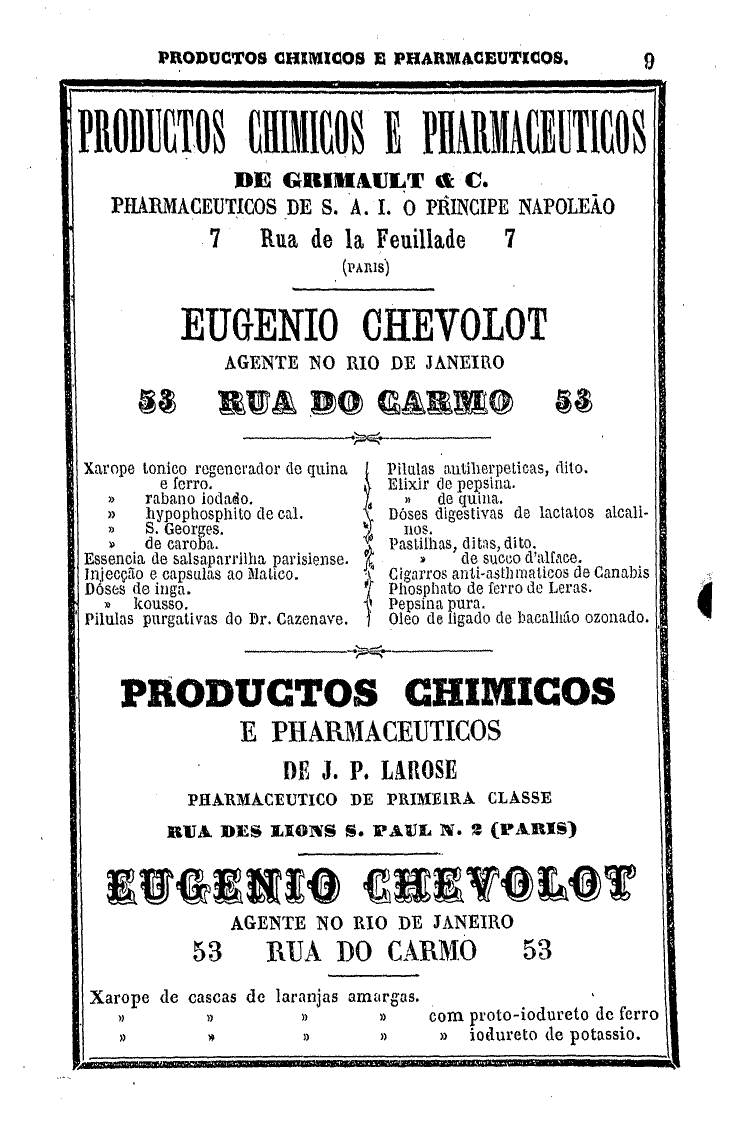 PRODUCTOS CHIMICOS E PHARMACEUTICOS. 9
PRODUCTOS CHIMICOS E PHARMACEUTICOS
DE GRIMAULT & C.
PHARMACEUTICOS DE S. A. I. O PRINCIPE NAPOLEÃO
7 Rua de la Feuillade 7
(PARIS)
EUGENIO CHEVOLOT
AGENTE NO RIO DE JANEIRO
53 RUA DO CARMO 53
Xarope tonico regenerador de quina
e ferro.
» rabano iodado.
» hypophosphito de cal.
» S. Georges.
» de caroba.
Essencia de salsaparrilha parisiense.
Injecção e capsulas ao Matico.
Dóses de inga.
» kousso.
Pilulas purgativas do Dr. Cazenave.
Pilulas antiherpeticas, dito.
Elixir de pepsina.
» de quina.
Dóses digestivas de lactatos alcali-
nos.
Pastilhas, ditas, dito.
» de succo d'alface.
Cigarros anti-asthmaticos de Canabis
Phosphato de ferro de Leras.
Pepsina pura.
Oleo de ligado de bacalháo ozonado.
PRODUCTOS CHIMICOS
E PHARMACEUTICOS
DE J. P. LAROSE
PHARMACEUTICO DE PRIMEIRA CLASSE
RUA DES LIONS S. PAUL N. 2 (PARIS)
EUGENIO CHEVOLOT
AGENTE NO RIO DE JANEIRO
53 RUA DO CARMO 53
Xarope de cascas de laranjas amargas.
» » » » com proto-iodureto de ferro
» » » » » iodureto de potassio.